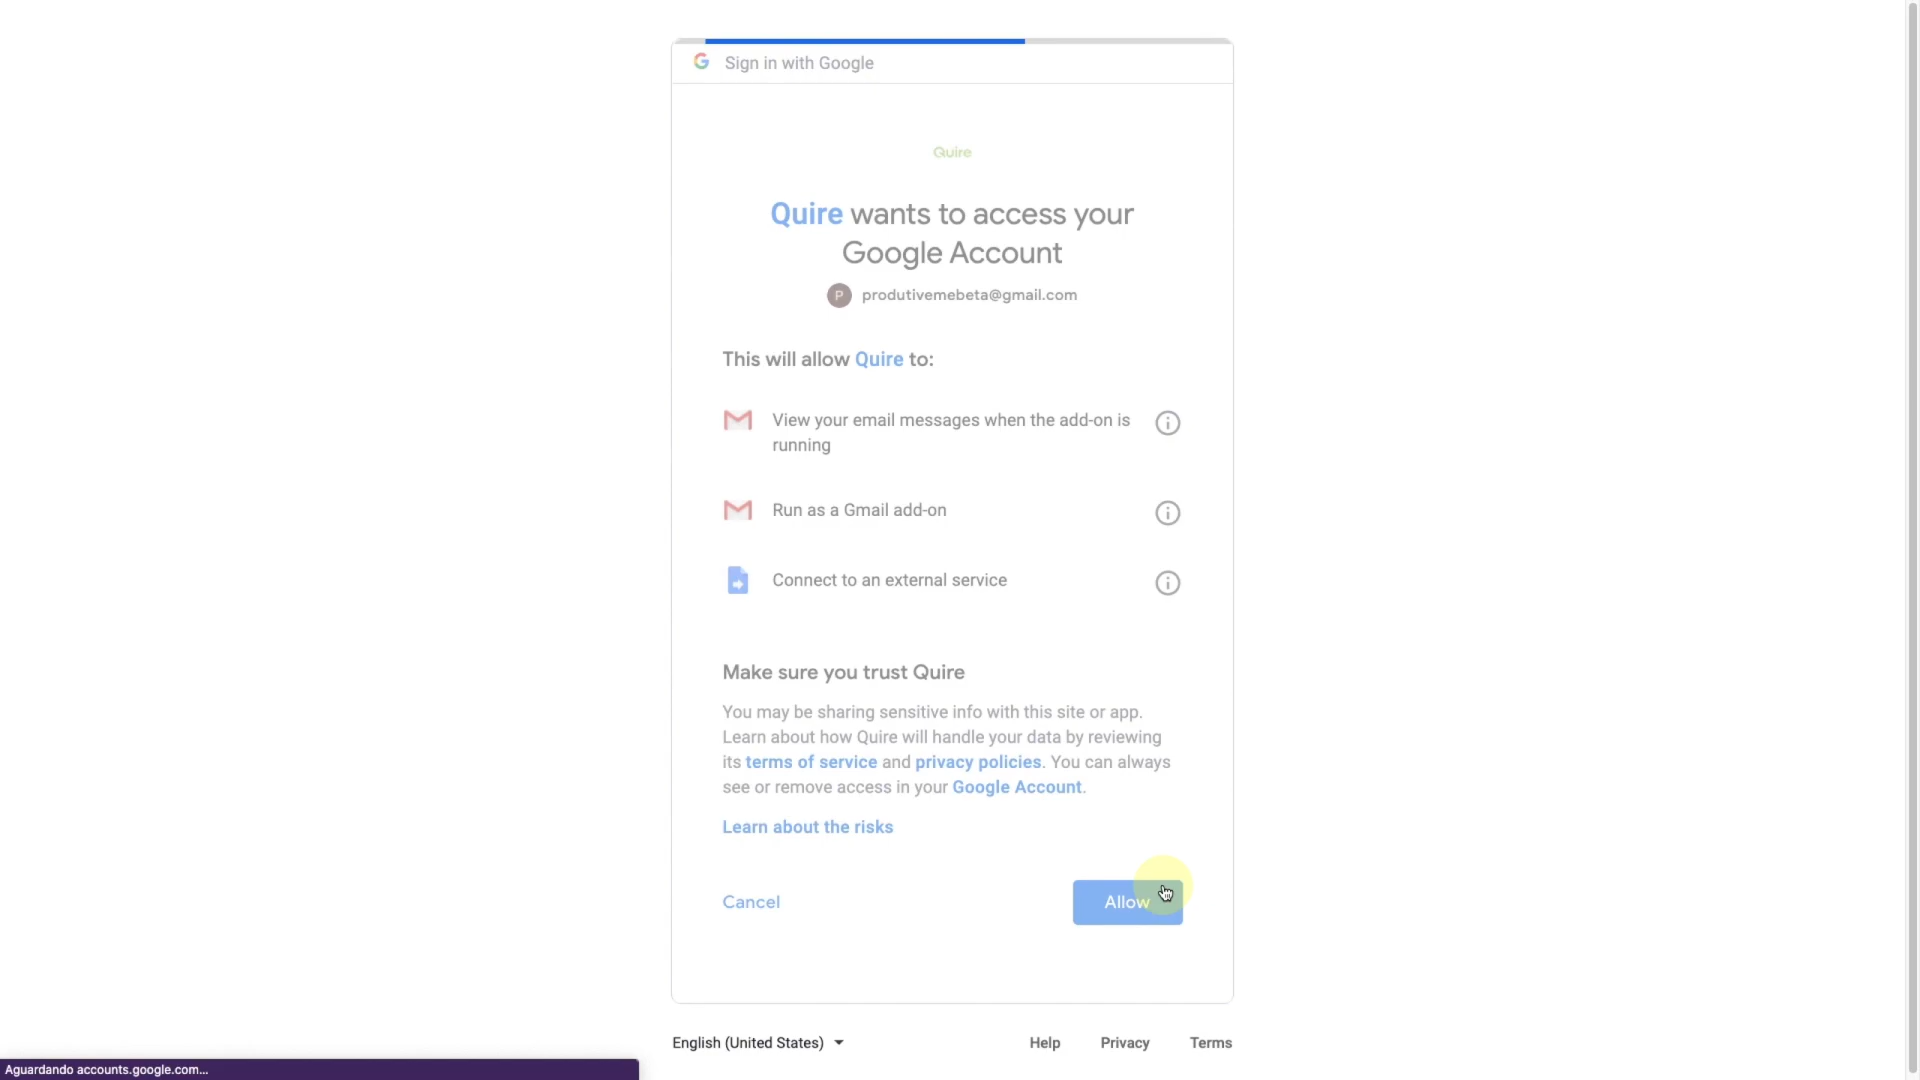 Sign in with Google
Quire
Quire wants to access your
Google Account
P produtivemebeta@gmail.com
This will allow Quire to:
View your email messages when the add-on is
running
Run as a Gmail add-on
Connect to an external service
Make sure you trust Quire
You may be sharing sensitive info with this site or app.
Learn about how Quire will handle your data by reviewing
its terms of service and privacy policies. You can always
see or remove access in your Google Account.
Learn about the risks
Cancel
Allow
English (United States)
Help
Privacy
Terms
Aguardando accounts.google.com...